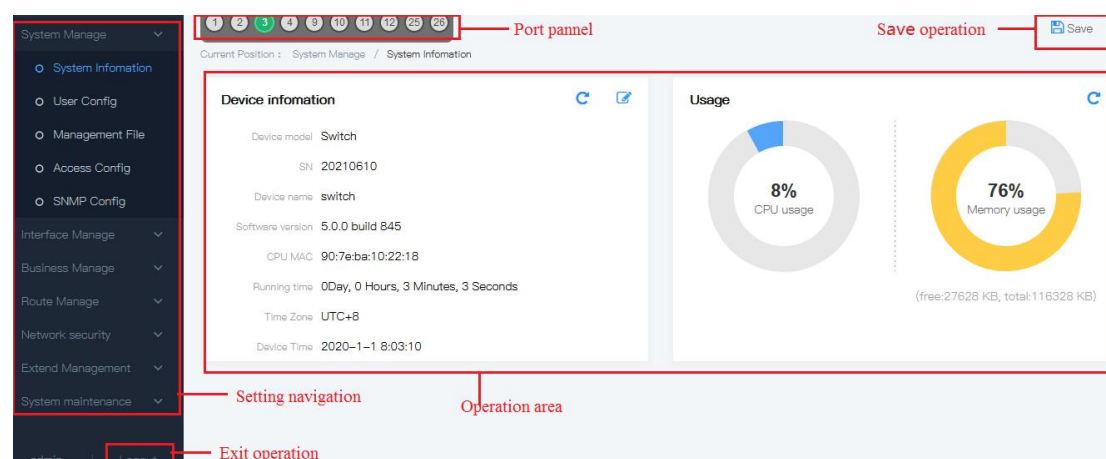 1 2 3 4 9 10 11 12 25 26
Port pannel
Save operation
Save
System Manage
Current Position : System Manage / System Infomation
System Infomation
User Config
Management File
Access Config
SNMP Config
Interface Manage
Business Manage
Route Manage
Network security
Extend Management
System maintenance
Device infomation
Device model Switch
SN 20210610
Device name switch
Software version 5.0.0 build 845
CPU MAC 90:7e:ba:10:22:18
Running time 0Day, 0 Hours, 3 Minutes, 3 Seconds
Time Zone UTC+8
Device Time 2020-1-1 8:03:10
Usage
8%
CPU usage
76%
Memory usage
(free:27628 KB, total:116328 KB)
Setting navigation
Operation area
Exit operation